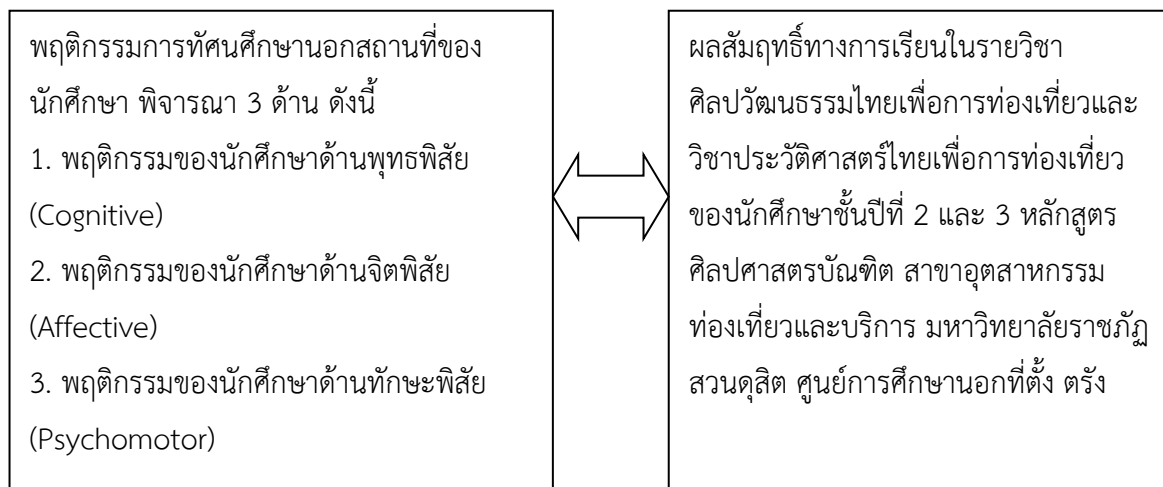 พฤติกรรมการทัศนศึกษานอกสถานที่ของ
นักศึกษา พิจารณา 3 ด้าน ดังนี้
1. พฤติกรรมของนักศึกษาด้านพุทธพิสัย
(Cognitive)
2. พฤติกรรมของนักศึกษาด้านจิตพิสัย
(Affective)
3. พฤติกรรมของนักศึกษาด้านทักษะพิสัย
(Psychomotor)
ผลสัมฤทธิ์ทางการเรียนในรายวิชา
ศิลปวัฒนธรรมไทยเพื่อการท่องเที่ยวและ
วิชาประวัติศาสตร์ไทยเพื่อการท่องเที่ยว
ของนักศึกษาชั้นปีที่ 2 และ 3 หลักสูตร
ศิลปศาสตรบัณฑิต สาขาอุตสาหกรรม
ท่องเที่ยวและบริการ มหาวิทยาลัยราชภัฏ
สวนดุสิต ศูนย์การศึกษานอกที่ตั้ง ตรัง